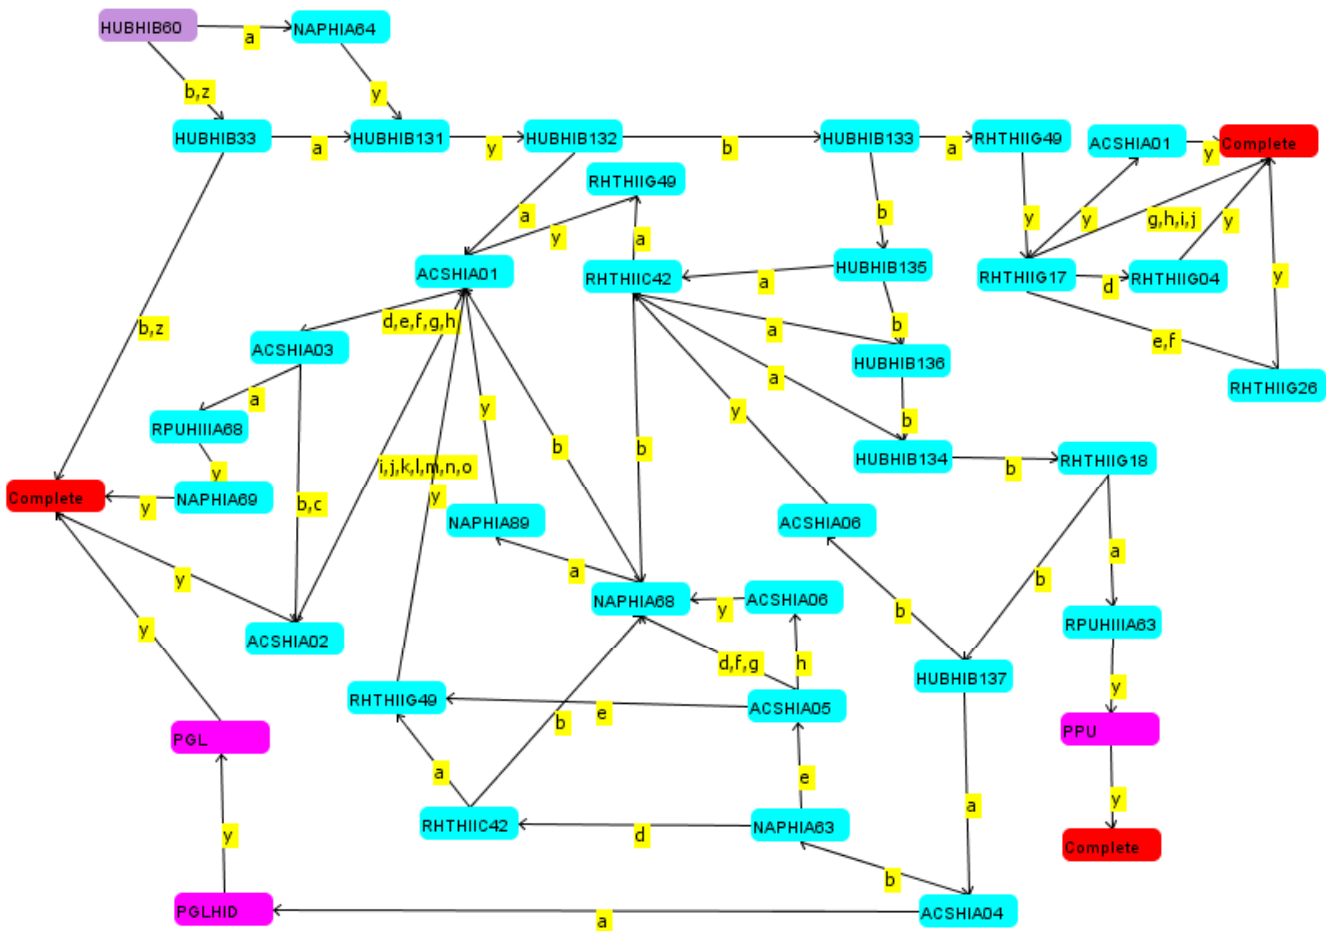 HUBHIB60
a
NAPHIA64
b,z
y
HUBHIB33
a
HUBHIB131
y
HUBHIB132
b
HUBHIB133
a
RHTHIIG49
ACSHIA01
y
Complete
RHTHIIG49
a
y
a
b
y
y
g,h,i,j
y
ACSHIA01
RHTHIIC42
a
HUBHIB135
RHTHIIG17
d
RHTHIIG04
y
b,z
d,e,f,g,h
a
b
e,f
ACSHIA03
HUBHIB136
a
RHTHIIG26
a
y
y
b
RPUHIIIA68
b
b
HUBHIB134
b
RHTHIIG18
y
i,j,k,l,m,n,o
Complete
y
NAPHIA69
b,c
y
NAPHIA89
ACSHIA06
a
y
a
b
NAPHIA68
y
ACSHIA06
b
RPUHIIIA63
y
ACSHIA02
d,f,g
h
HUBHIB137
y
RHTHIIG49
e
ACSHIA05
b
PGL
PPU
a
e
a
y
y
RHTHIIC42
d
NAPHIA63
Complete
b
PGLHID
a
ACSHIA04